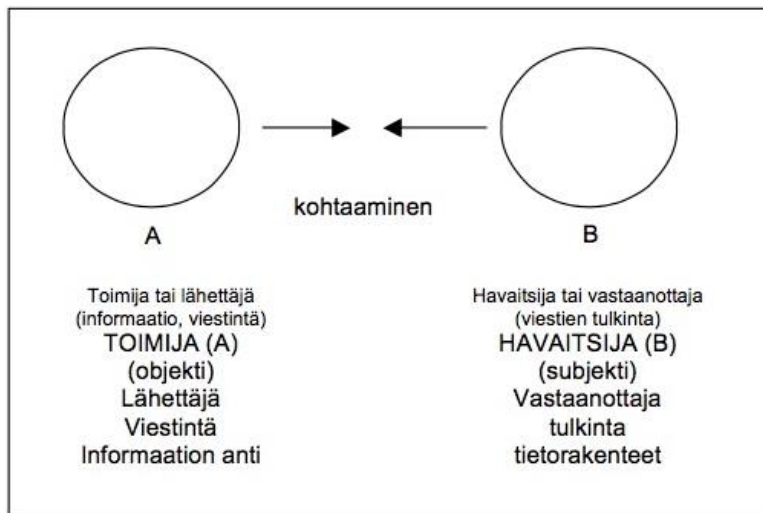 kohtaaminen
A
Toimija tai lähettäjä
(informaatio, viestintä)
TOIMIJA (A)
(objekti)
Lähettäjä
Viestintä
Informaation anti
B
Havaitsija tai vastaanottaja
(viestien tulkinta)
HAVAITSIJA (B)
(subjekti)
Vastaanottaja
tulkinta
tietorakenteet